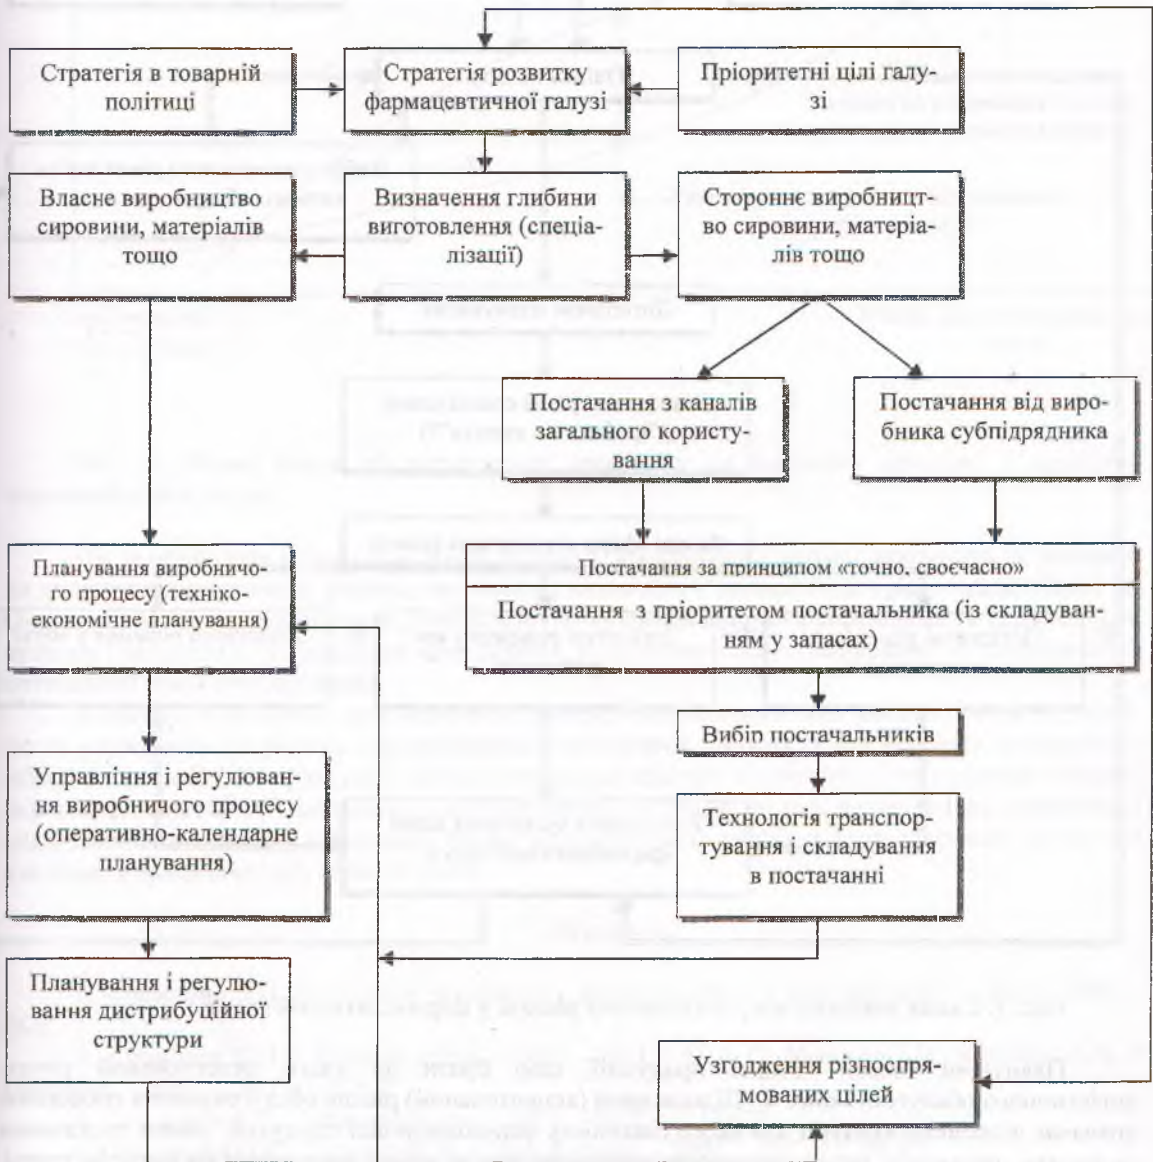 Стратегія в товарній
політиці
Стратегія розвитку
фармацевтичної галузі
Пріоритетні цілі галу-
зі
Власне виробництво
сировини, матеріалів
тощо
Визначення глибини
виготовлення (спеціа-
лізації)
Стороннє виробницт-
во сировини, матеріа-
лів тощо
Постачання з каналів
загального користу-
вання
Постачання від виро-
бника субпідрядника
Планування виробничо-
го процесу (техніко-
економічне планування)
Постачання за принципом «точно, своєчасно»
Постачання з пріоритетом постачальника (із складуван-
ням у запасах)
Вибір постачальників
Управління і регулюван-
ня виробничого процесу
(оперативно-календарне
планування)
Технологія транспор-
тування і складування
в постачанні
Планування і регулю-
вання дистрибуційної
структури
Узгодження різноспря-
мованих цілей